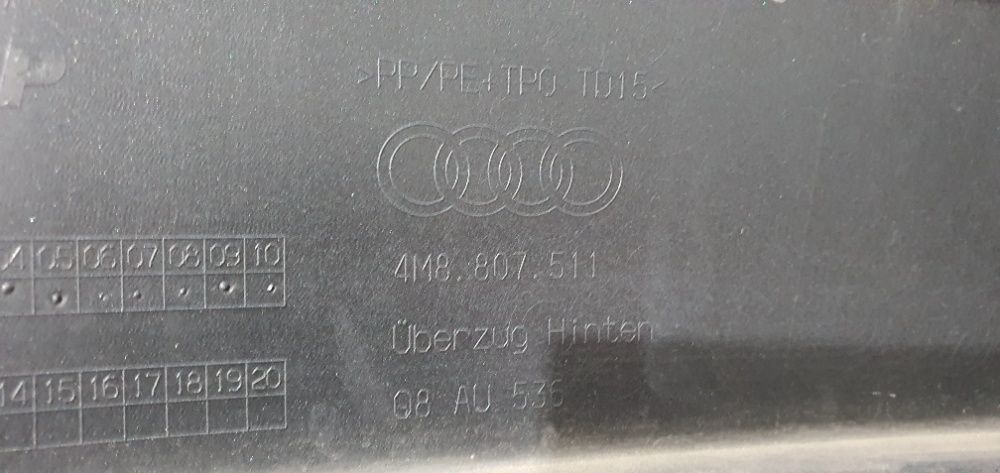 >PP/PE+TPO TD15<
04 05 06 07 08 09 10
4M8.807.511
Überzug Hinten
14 15 16 17 18 19 20
Q8 AU 536